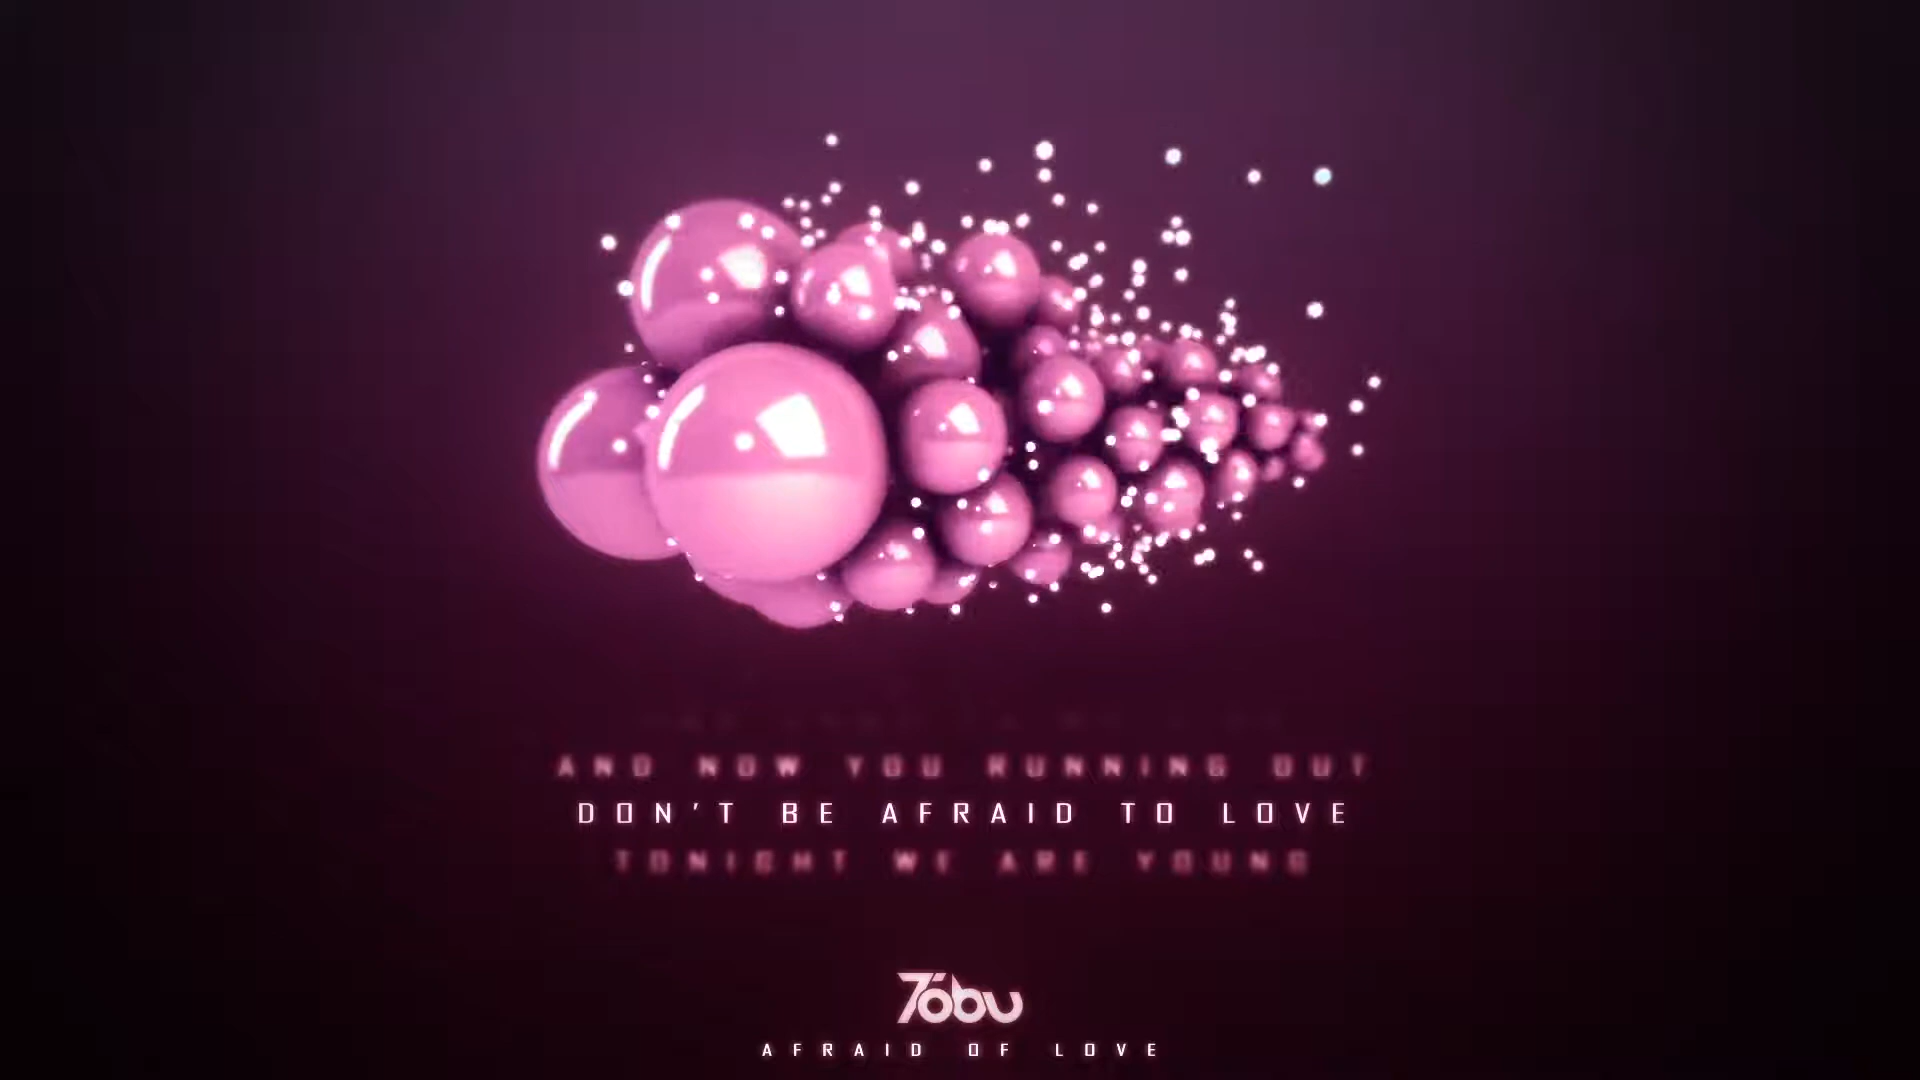 AND NOW YOU RUNNING OUT
DON'T BE AFRAID TO LOVE
TONIGHT WE ARE YOUNG
Tobu
AFRAID OF LOVE